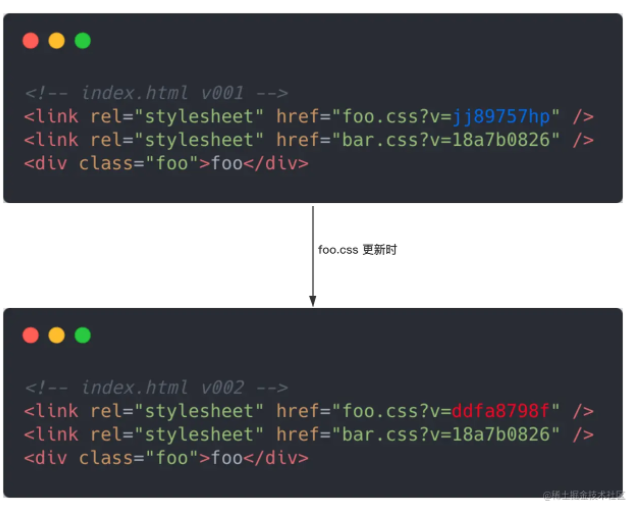 <!-- index.html v001 -->
<link rel="stylesheet" href="foo.css?v=jj89757hp" />
<link rel="stylesheet" href="bar.css?v=18a7b0826" />
<div class="foo">foo</div>
foo.css 更新时
<!-- index.html v002 -->
<link rel="stylesheet" href="foo.css?v=ddfa8798f" />
<link rel="stylesheet" href="bar.css?v=18a7b0826" />
<div class="foo">foo</div>
@稀土掘金技术社区